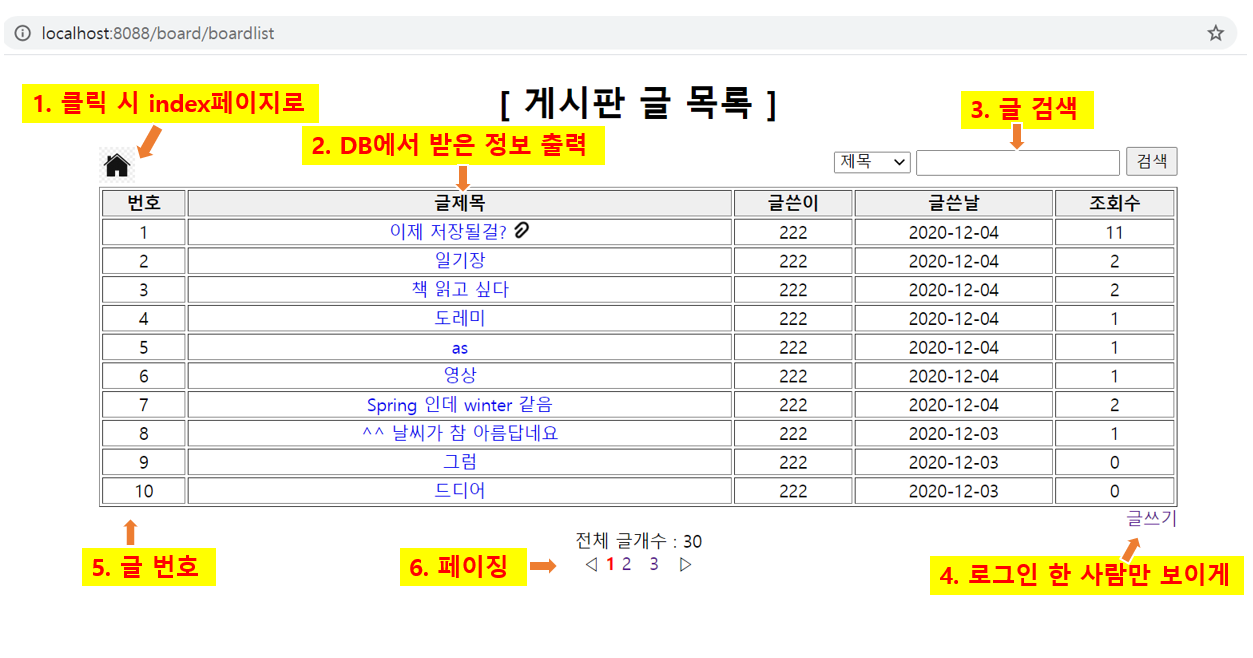 localhost:8088/board/boardlist
1. 클릭 시 index페이지로
[ 게시판 글 목록 ]
3. 글 검색
2. DB에서 받은 정보 출력
제목 검색
번호 글제목 글쓴이 글쓴날 조회수
1 이제 저장될걸? 222 2020-12-04 11
2 일기장 222 2020-12-04 2
3 책 읽고 싶다 222 2020-12-04 2
4 도레미 222 2020-12-04 1
5 as 222 2020-12-04 1
6 영상 222 2020-12-04 1
7 Spring 인데 winter 같음 222 2020-12-04 2
8 ^^ 날씨가 참 아름답네요 222 2020-12-03 1
9 그럼 222 2020-12-03 0
10 드디어 222 2020-12-03 0
글쓰기
전체 글개수 : 30
◁ 1 2 3 ▷
5. 글 번호
6. 페이징
4. 로그인 한 사람만 보이게